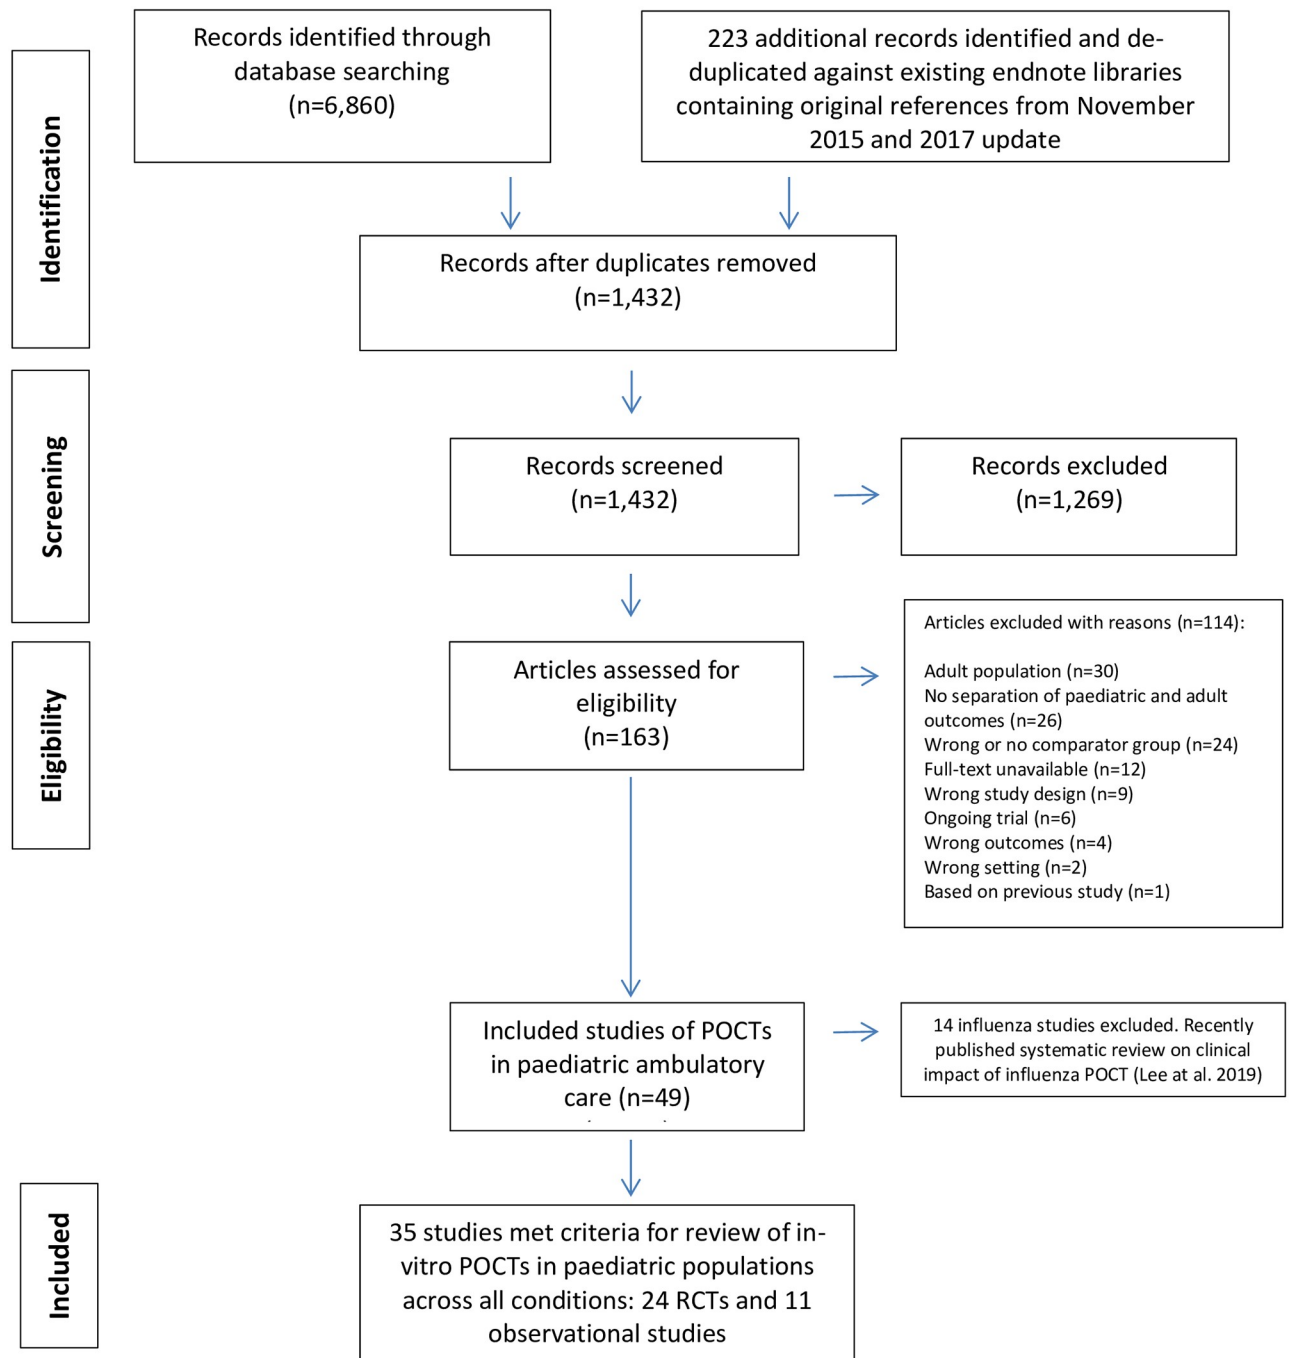 Identification
Records identified through
database searching
(n=6,860)
223 additional records identified and de-
duplicated against existing endnote libraries
containing original references from November
2015 and 2017 update
Records after duplicates removed
(n=1,432)
Screening
Records screened
(n=1,432)
Records excluded
(n=1,269)
Eligibility
Articles assessed for
eligibility
(n=163)
Articles excluded with reasons (n=114):
Adult population (n=30)
No separation of paediatric and adult
outcomes (n=26)
Wrong or no comparator group (n=24)
Full-text unavailable (n=12)
Wrong study design (n=9)
Ongoing trial (n=6)
Wrong outcomes (n=4)
Wrong setting (n=2)
Based on previous study (n=1)
Included studies of POCTs
in paediatric ambulatory
care (n=49)
14 influenza studies excluded. Recently
published systematic review on clinical
impact of influenza POCT (Lee at al. 2019)
Included
35 studies met criteria for review of in-
vitro POCTs in paediatric populations
across all conditions: 24 RCTs and 11
observational studies